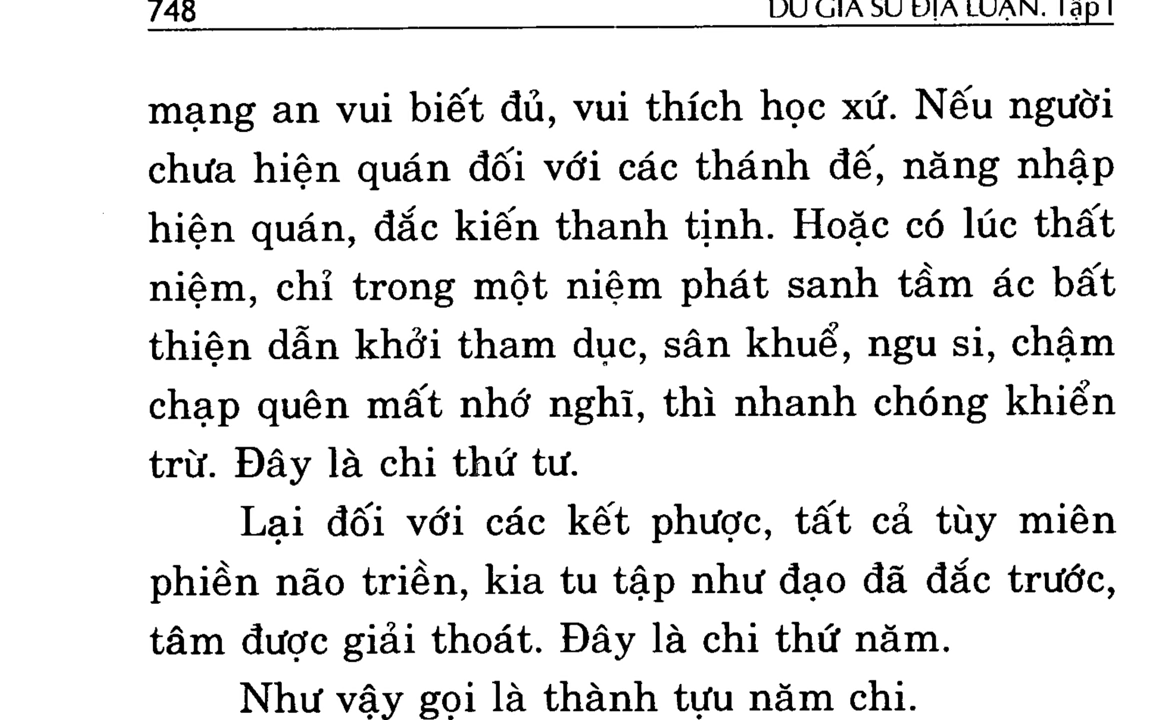 748 DU GIÀ SƯ ĐỊA LUẬN. Tập I
mạng an vui biết đủ, vui thích học xứ. Nếu người
chưa hiện quán đối với các thánh đế, năng nhập
hiện quán, đắc kiến thanh tịnh. Hoặc có lúc thất
niệm, chỉ trong một niệm phát sanh tầm ác bất
thiện dẫn khởi tham dục, sân khuể, ngu si, chậm
chạp quên mất nhớ nghĩ, thì nhanh chóng khiển
trừ. Đây là chi thứ tư.
Lại đối với các kết phược, tất cả tùy miên
phiền não triền, kia tu tập như đạo đã đắc trước,
tâm được giải thoát. Đây là chi thứ năm.
Như vậy gọi là thành tựu năm chi.